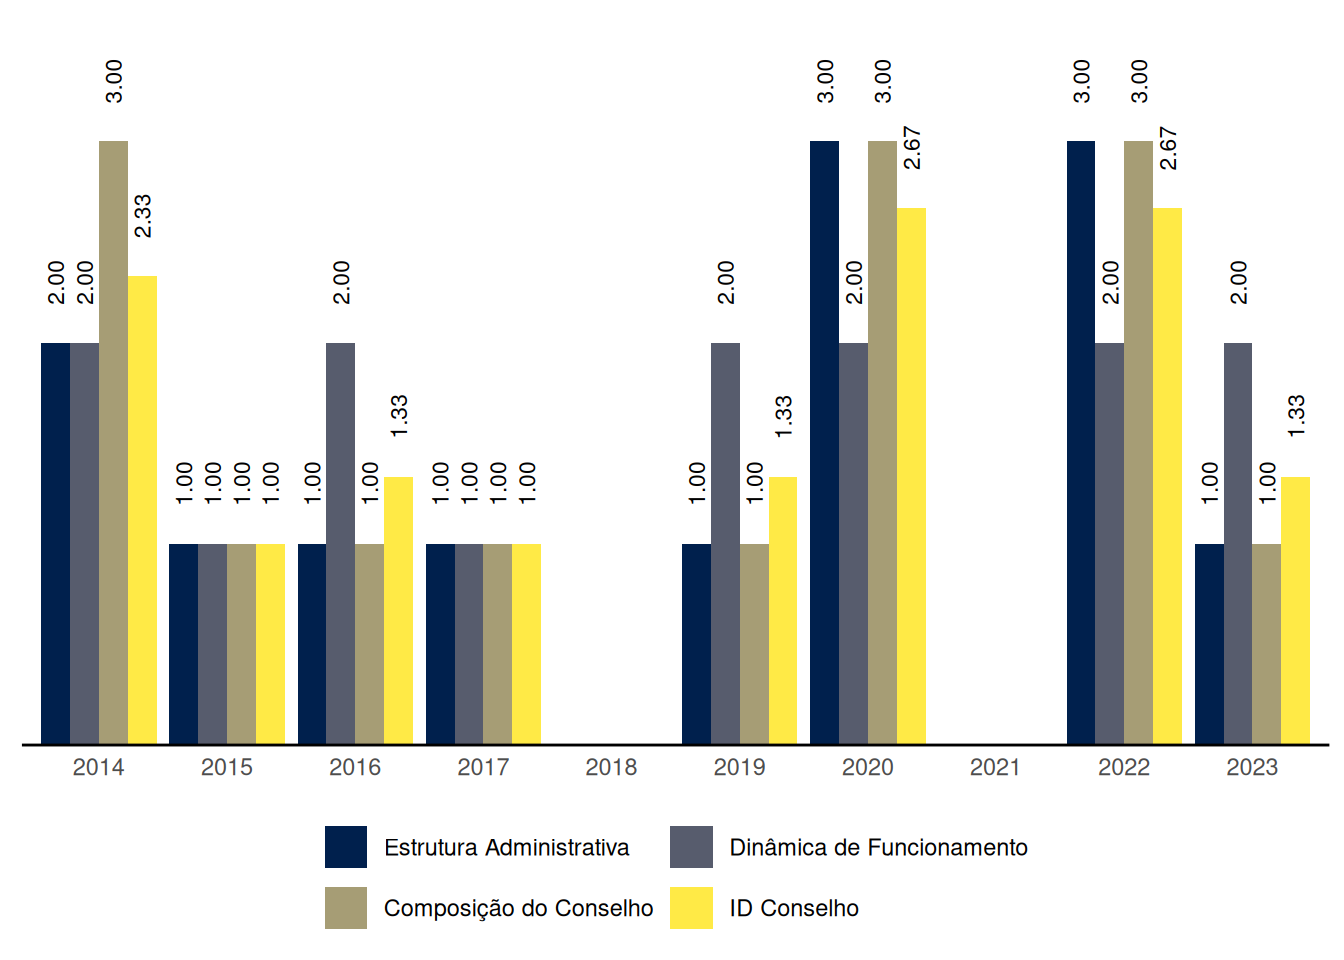 3.00 3.00 3.00 3.00 3.00
2.67 2.67
2.33
2.00 2.00 2.00 2.00 2.00 2.00 2.00
1.33 1.33 1.33
1.00 1.00 1.00 1.00 1.00 1.00 1.00 1.00 1.00 1.00 1.00 1.00 1.00 1.00
2014 2015 2016 2017 2018 2019 2020 2021 2022 2023
Estrutura Administrativa Dinâmica de Funcionamento
Composição do Conselho ID Conselho